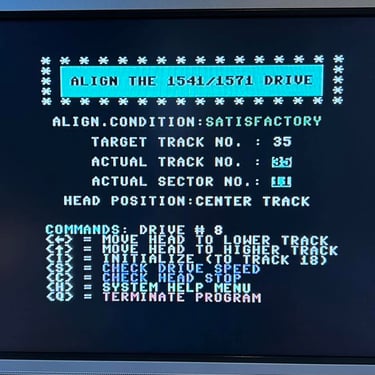 ALIGN THE 1541/1571 DRIVE
ALIGN.CONDITION:SATISFACTORY
TARGET TRACK NO. : 35
ACTUAL TRACK NO. : 35
ACTUAL SECTOR NO.:
HEAD POSITION:CENTER TRACK
COMMANDS: DRIVE # 8
<←> = MOVE HEAD TO LOWER TRACK
<↑> = MOVE HEAD TO HIGHER TRACK
<I> = INITIALIZE (TO TRACK 18)
<S> = CHECK DRIVE SPEED
<C> = CHECK HEAD STOP
<H> = SYSTEM HELP MENU
<Q> = TERMINATE PROGRAM